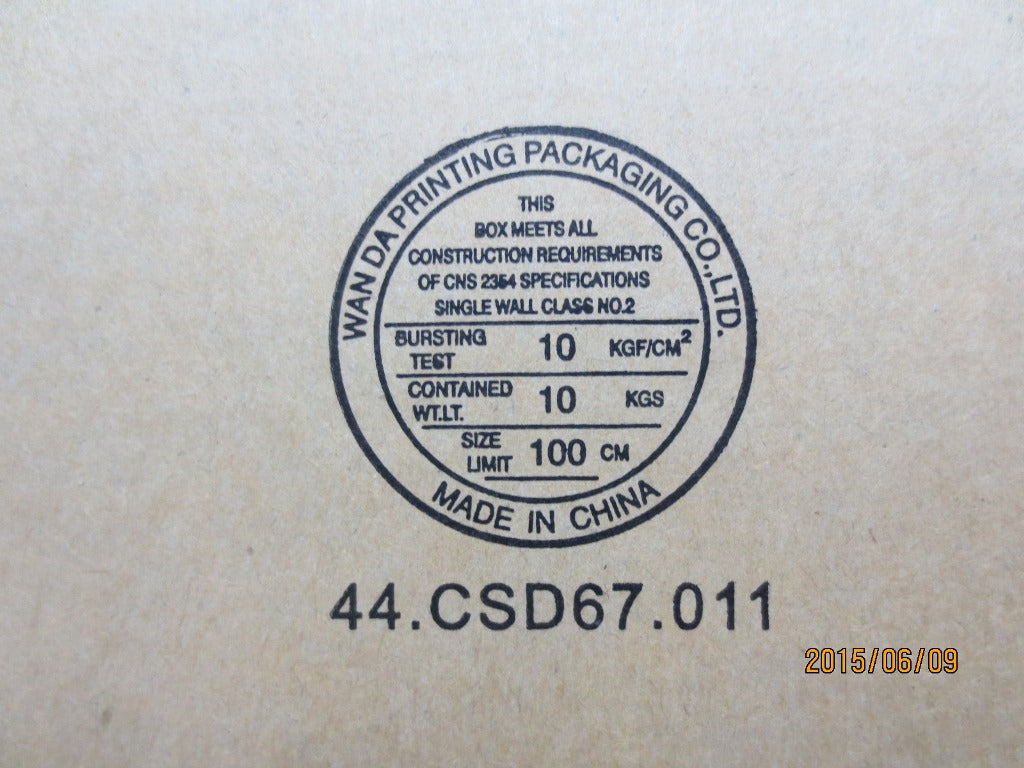 WAN DA PRINTING PACKAGING CO.,LTD.
THIS
BOX MEETS ALL
CONSTRUCTION REQUIREMENTS
OF CNS 2354 SPECIFICATIONS
SINGLE WALL CLASS NO.2
BURSTING TEST 10 KGF/CM²
CONTAINED WT.LT. 10 KGS
SIZE LIMIT 100 CM
MADE IN CHINA
44.CSD67.011
2015/06/09